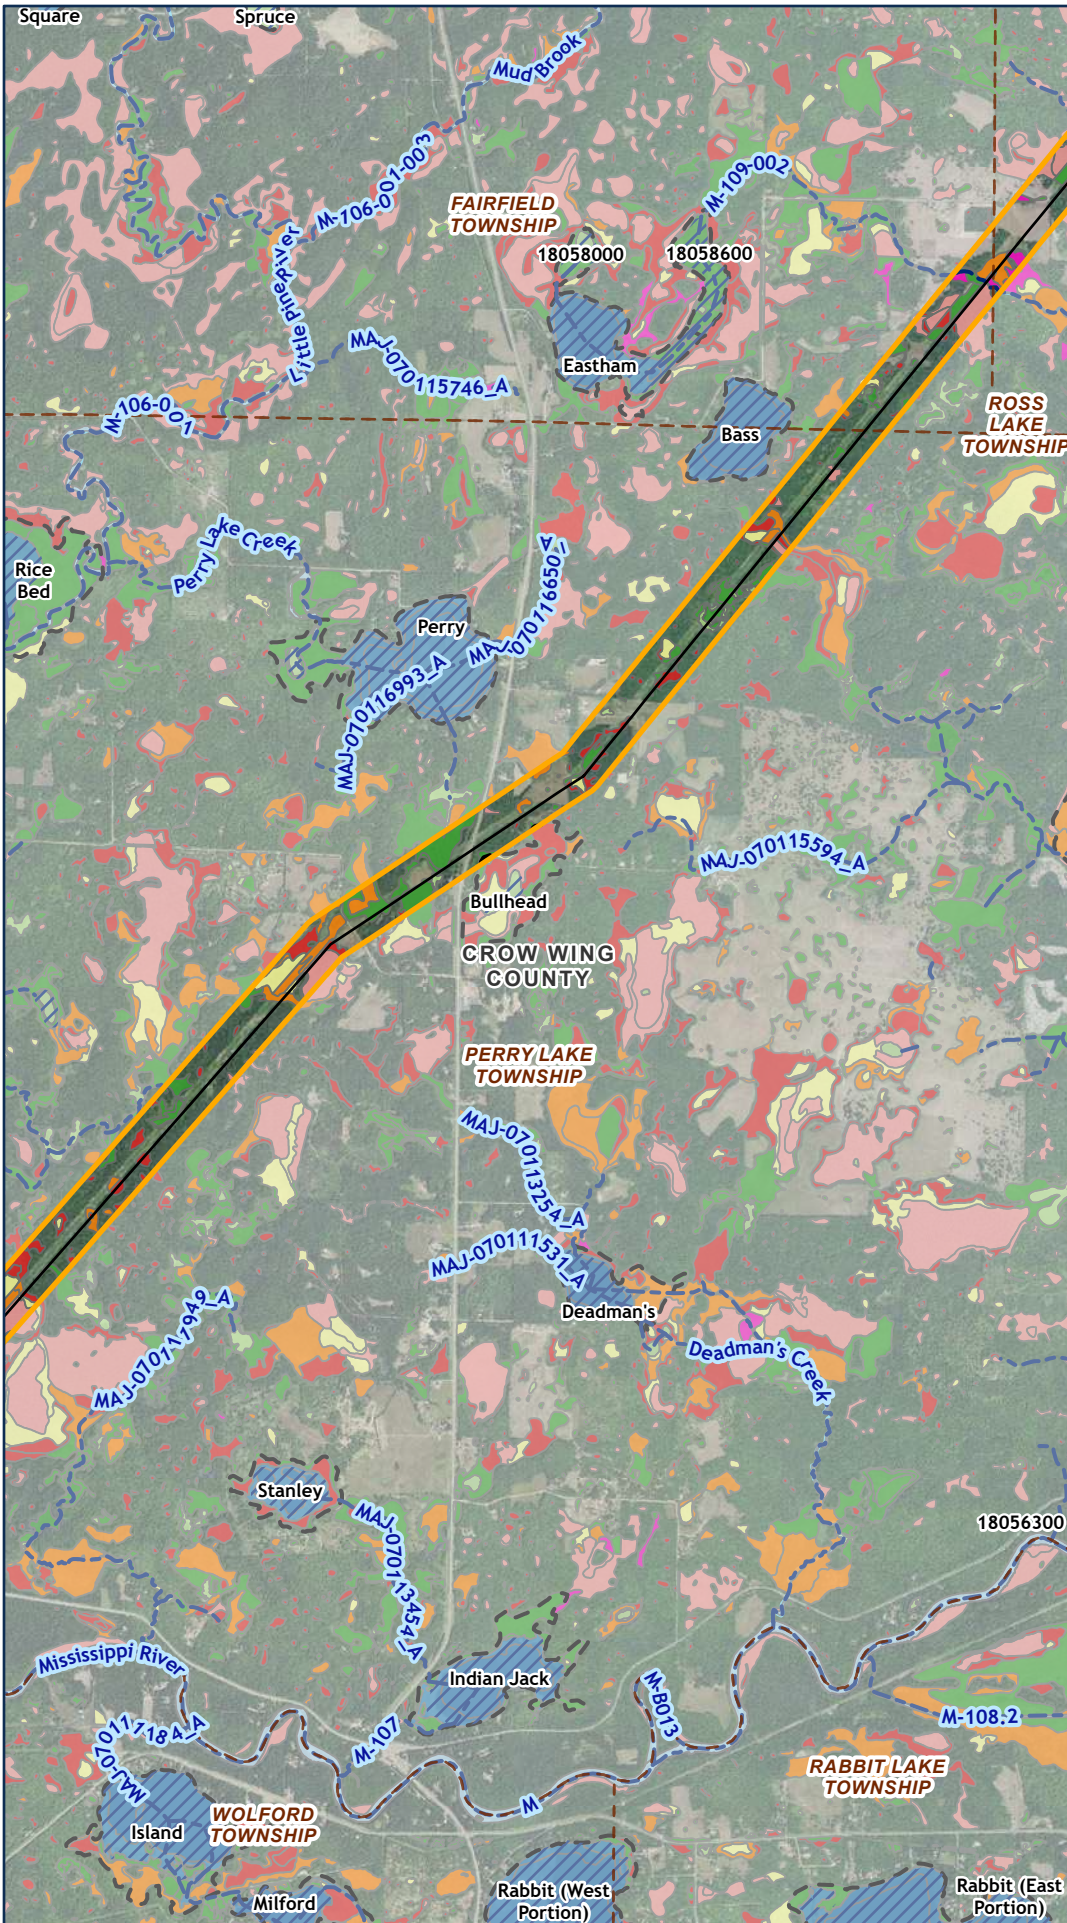 Square
Spruce
Mud Brook
M-106-001-003
M-109-002
FAIRFIELD
TOWNSHIP
18058000
18058600
Little Pine River
MAJ-070115746_A
Eastham
M-106-001
Bass
ROSS
LAKE
TOWNSHIP
Perry Lake Creek
Rice
Bed
Perry
MAJ-070116650_A
MAJ-070116993_A
MAJ-070115594_A
Bullhead
CROW WING
COUNTY
PERRY LAKE
TOWNSHIP
MAJ-070113254_A
MAJ-070111531_A
Deadman's
MAJ-070117949_A
Deadman's Creek
Stanley
MAJ-070113454_A
18056300
Mississippi River
Indian Jack
M-B013
M-108.2
MAJ-070117184_A
M-107
RABBIT LAKE
TOWNSHIP
M
WOLFORD
TOWNSHIP
Island
Milford
Rabbit (West
Portion)
Rabbit (East
Portion)